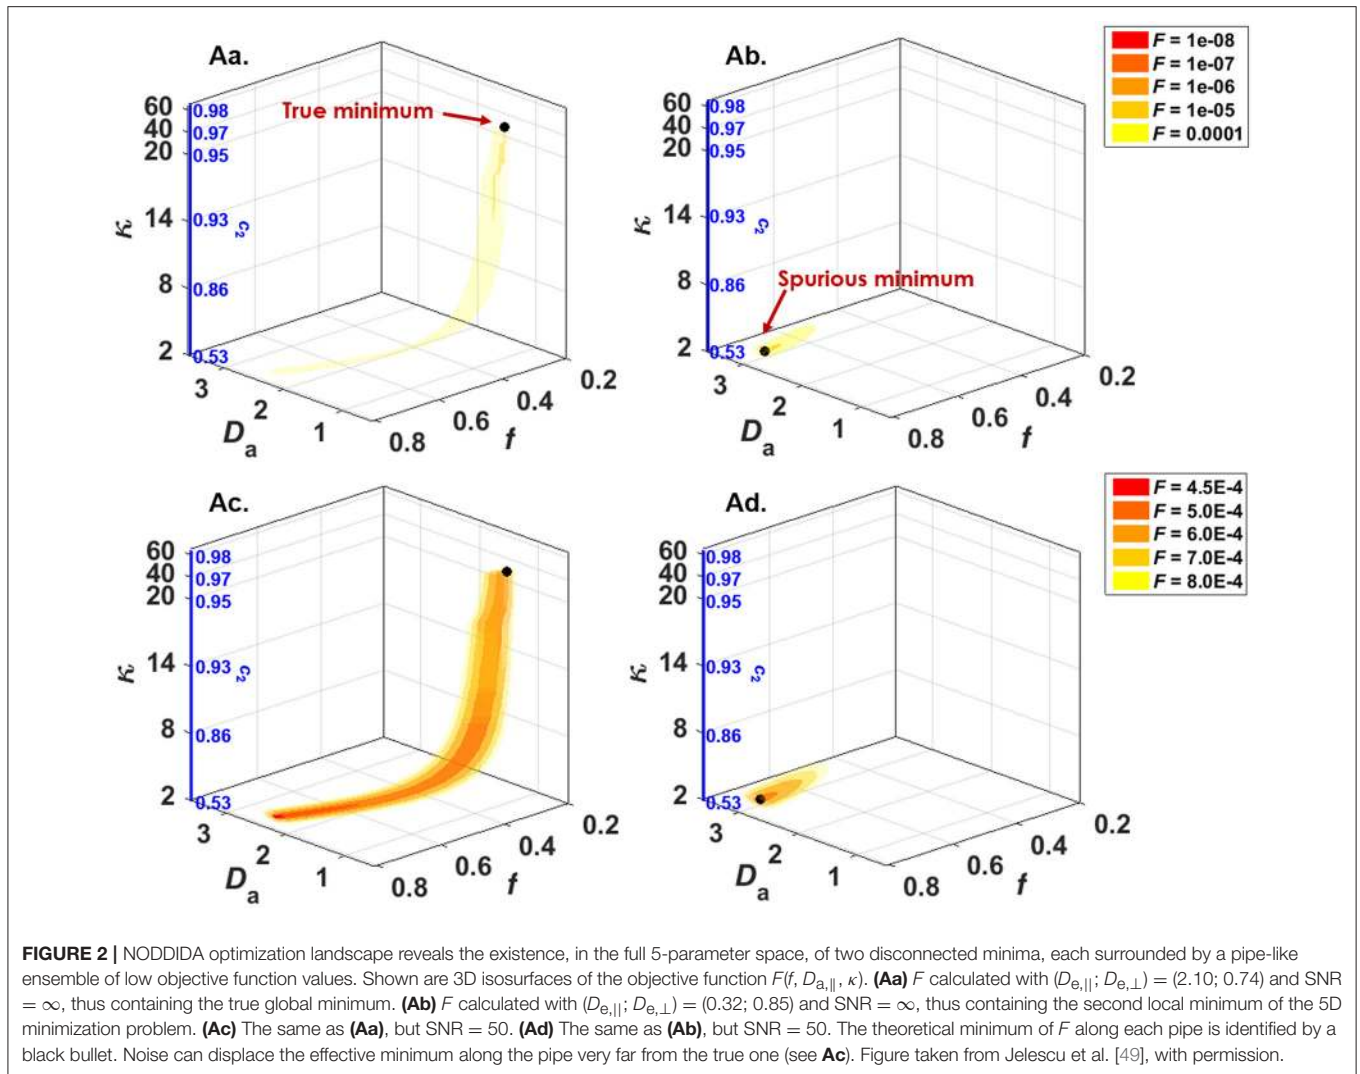 Aa.
True minimum
60
40
20
14
8
2
κ
0.98
0.97
0.95
0.93
0.86
0.53
c2
3
2
1
Da
0.8
0.6
0.4
0.2
f
Ab.
Spurious minimum
60
40
20
14
8
2
κ
0.98
0.97
0.95
0.93
0.86
0.53
c2
3
2
1
Da
0.8
0.6
0.4
0.2
f
F = 1e-08
F = 1e-07
F = 1e-06
F = 1e-05
F = 0.0001
Ac.
60
40
20
14
8
2
κ
0.98
0.97
0.95
0.93
0.86
0.53
c2
3
2
1
Da
0.8
0.6
0.4
0.2
f
Ad.
60
40
20
14
8
2
κ
0.98
0.97
0.95
0.93
0.86
0.53
c2
3
2
1
Da
0.8
0.6
0.4
0.2
f
F = 4.5E-4
F = 5.0E-4
F = 6.0E-4
F = 7.0E-4
F = 8.0E-4
FIGURE 2 | NODDIDA optimization landscape reveals the existence, in the full 5-parameter space, of two disconnected minima, each surrounded by a pipe-like
ensemble of low objective function values. Shown are 3D isosurfaces of the objective function F(f, Da,||, κ). (Aa) F calculated with (De,||; De,⊥) = (2.10; 0.74) and SNR
= ∞, thus containing the true global minimum. (Ab) F calculated with (De,||; De,⊥) = (0.32; 0.85) and SNR = ∞, thus containing the second local minimum of the 5D
minimization problem. (Ac) The same as (Aa), but SNR = 50. (Ad) The same as (Ab), but SNR = 50. The theoretical minimum of F along each pipe is identified by a
black bullet. Noise can displace the effective minimum along the pipe very far from the true one (see Ac). Figure taken from Jelescu et al. [49], with permission.